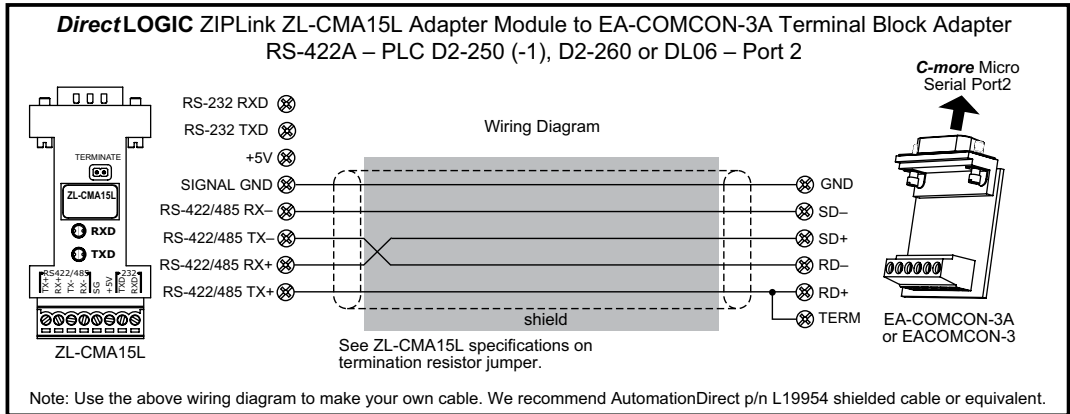 DirectLOGIC ZIPLink ZL-CMA15L Adapter Module to EA-COMCON-3A Terminal Block Adapter
RS-422A – PLC D2-250 (-1), D2-260 or DL06 – Port 2
C-more Micro
Serial Port2
RS-232 RXD
RS-232 TXD
+5V
SIGNAL GND
RS-422/485 RX–
RS-422/485 TX–
RS-422/485 RX+
RS-422/485 TX+
Wiring Diagram
GND
SD–
SD+
RD–
RD+
TERM
shield
See ZL-CMA15L specifications on
termination resistor jumper.
TERMINATE
ZL-CMA15L
RXD
TXD
RS422/485
232
TX+
RX+
TX-
RX-
SG
+5V
TXD
RXD
ZL-CMA15L
EA-COMCON-3A
or EACOMCON-3
Note: Use the above wiring diagram to make your own cable. We recommend AutomationDirect p/n L19954 shielded cable or equivalent.